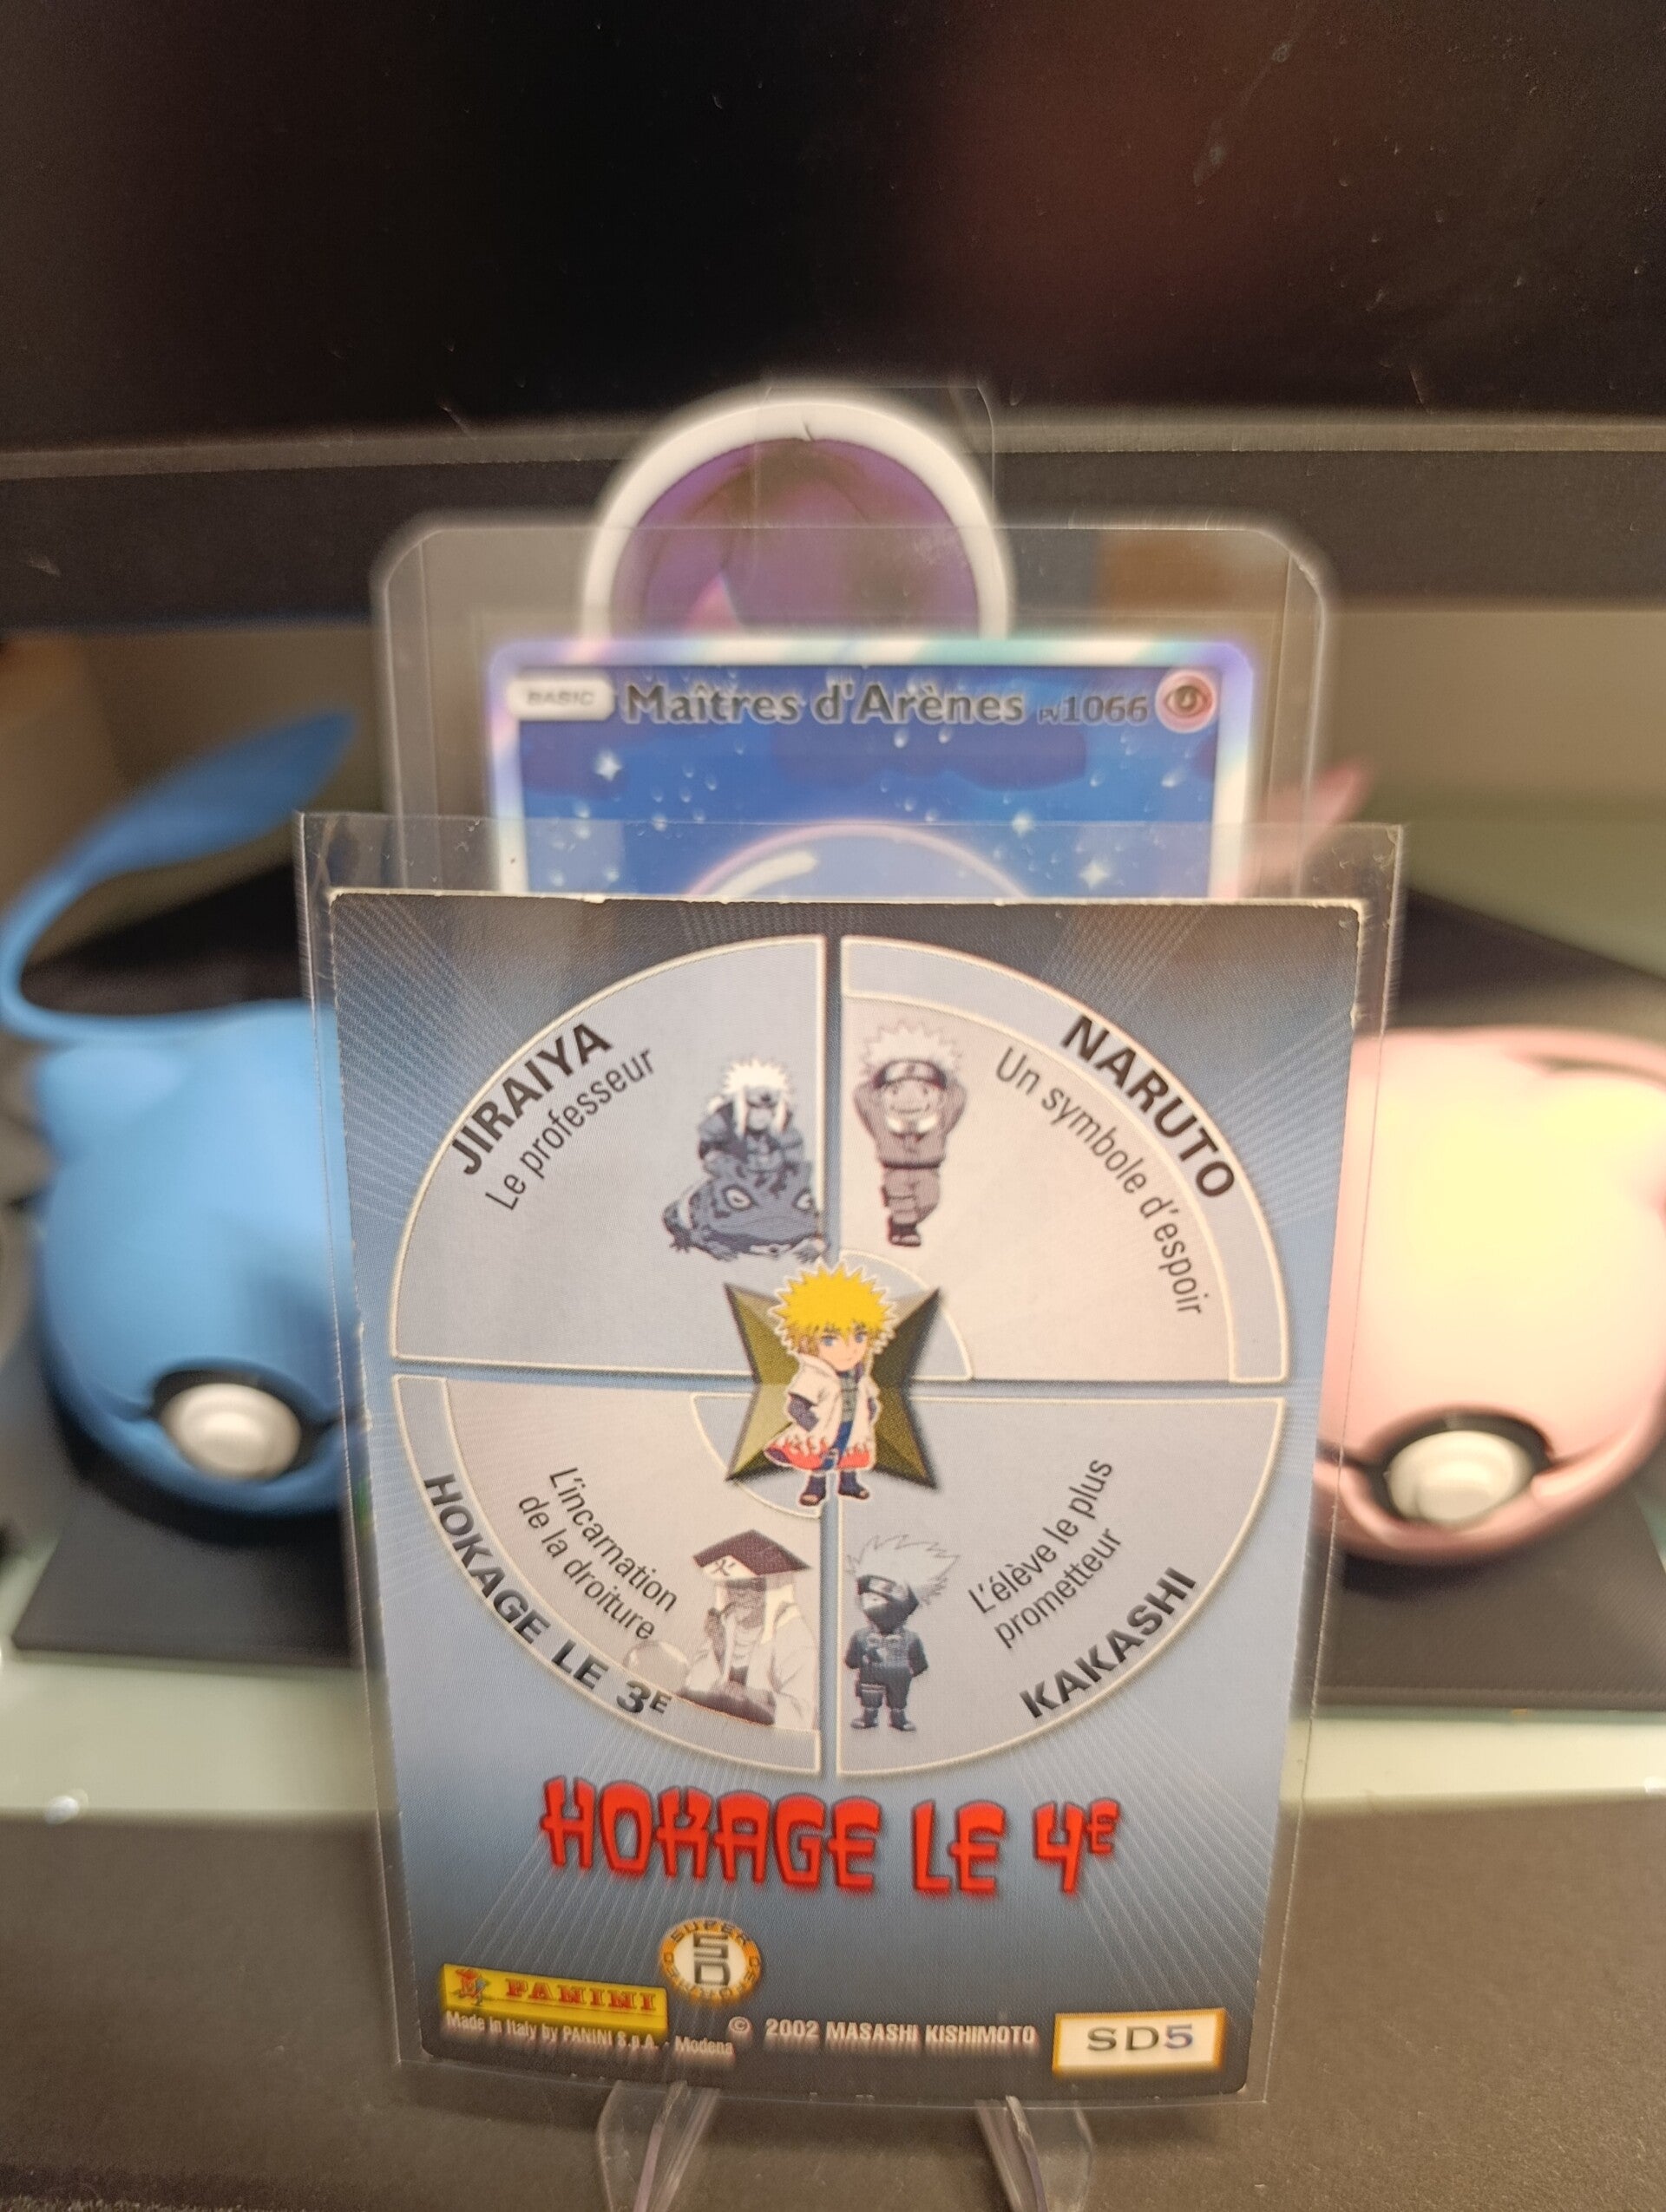 BASIC Maîtres d'Arènes PV1066
JIRAIYA
Le professeur
NARUTO
Un symbole d'espoir
HOKAGE LE 3E
L'incarnation
de la droiture
L'élève le plus
prometteur
KAKASHI
HOKAGE LE 4E
SUPER DEFORMED
SD
PANINI
Made in Italy by PANINI S.p.A. - Modena
© 2002 MASASHI KISHIMOTO
SD5